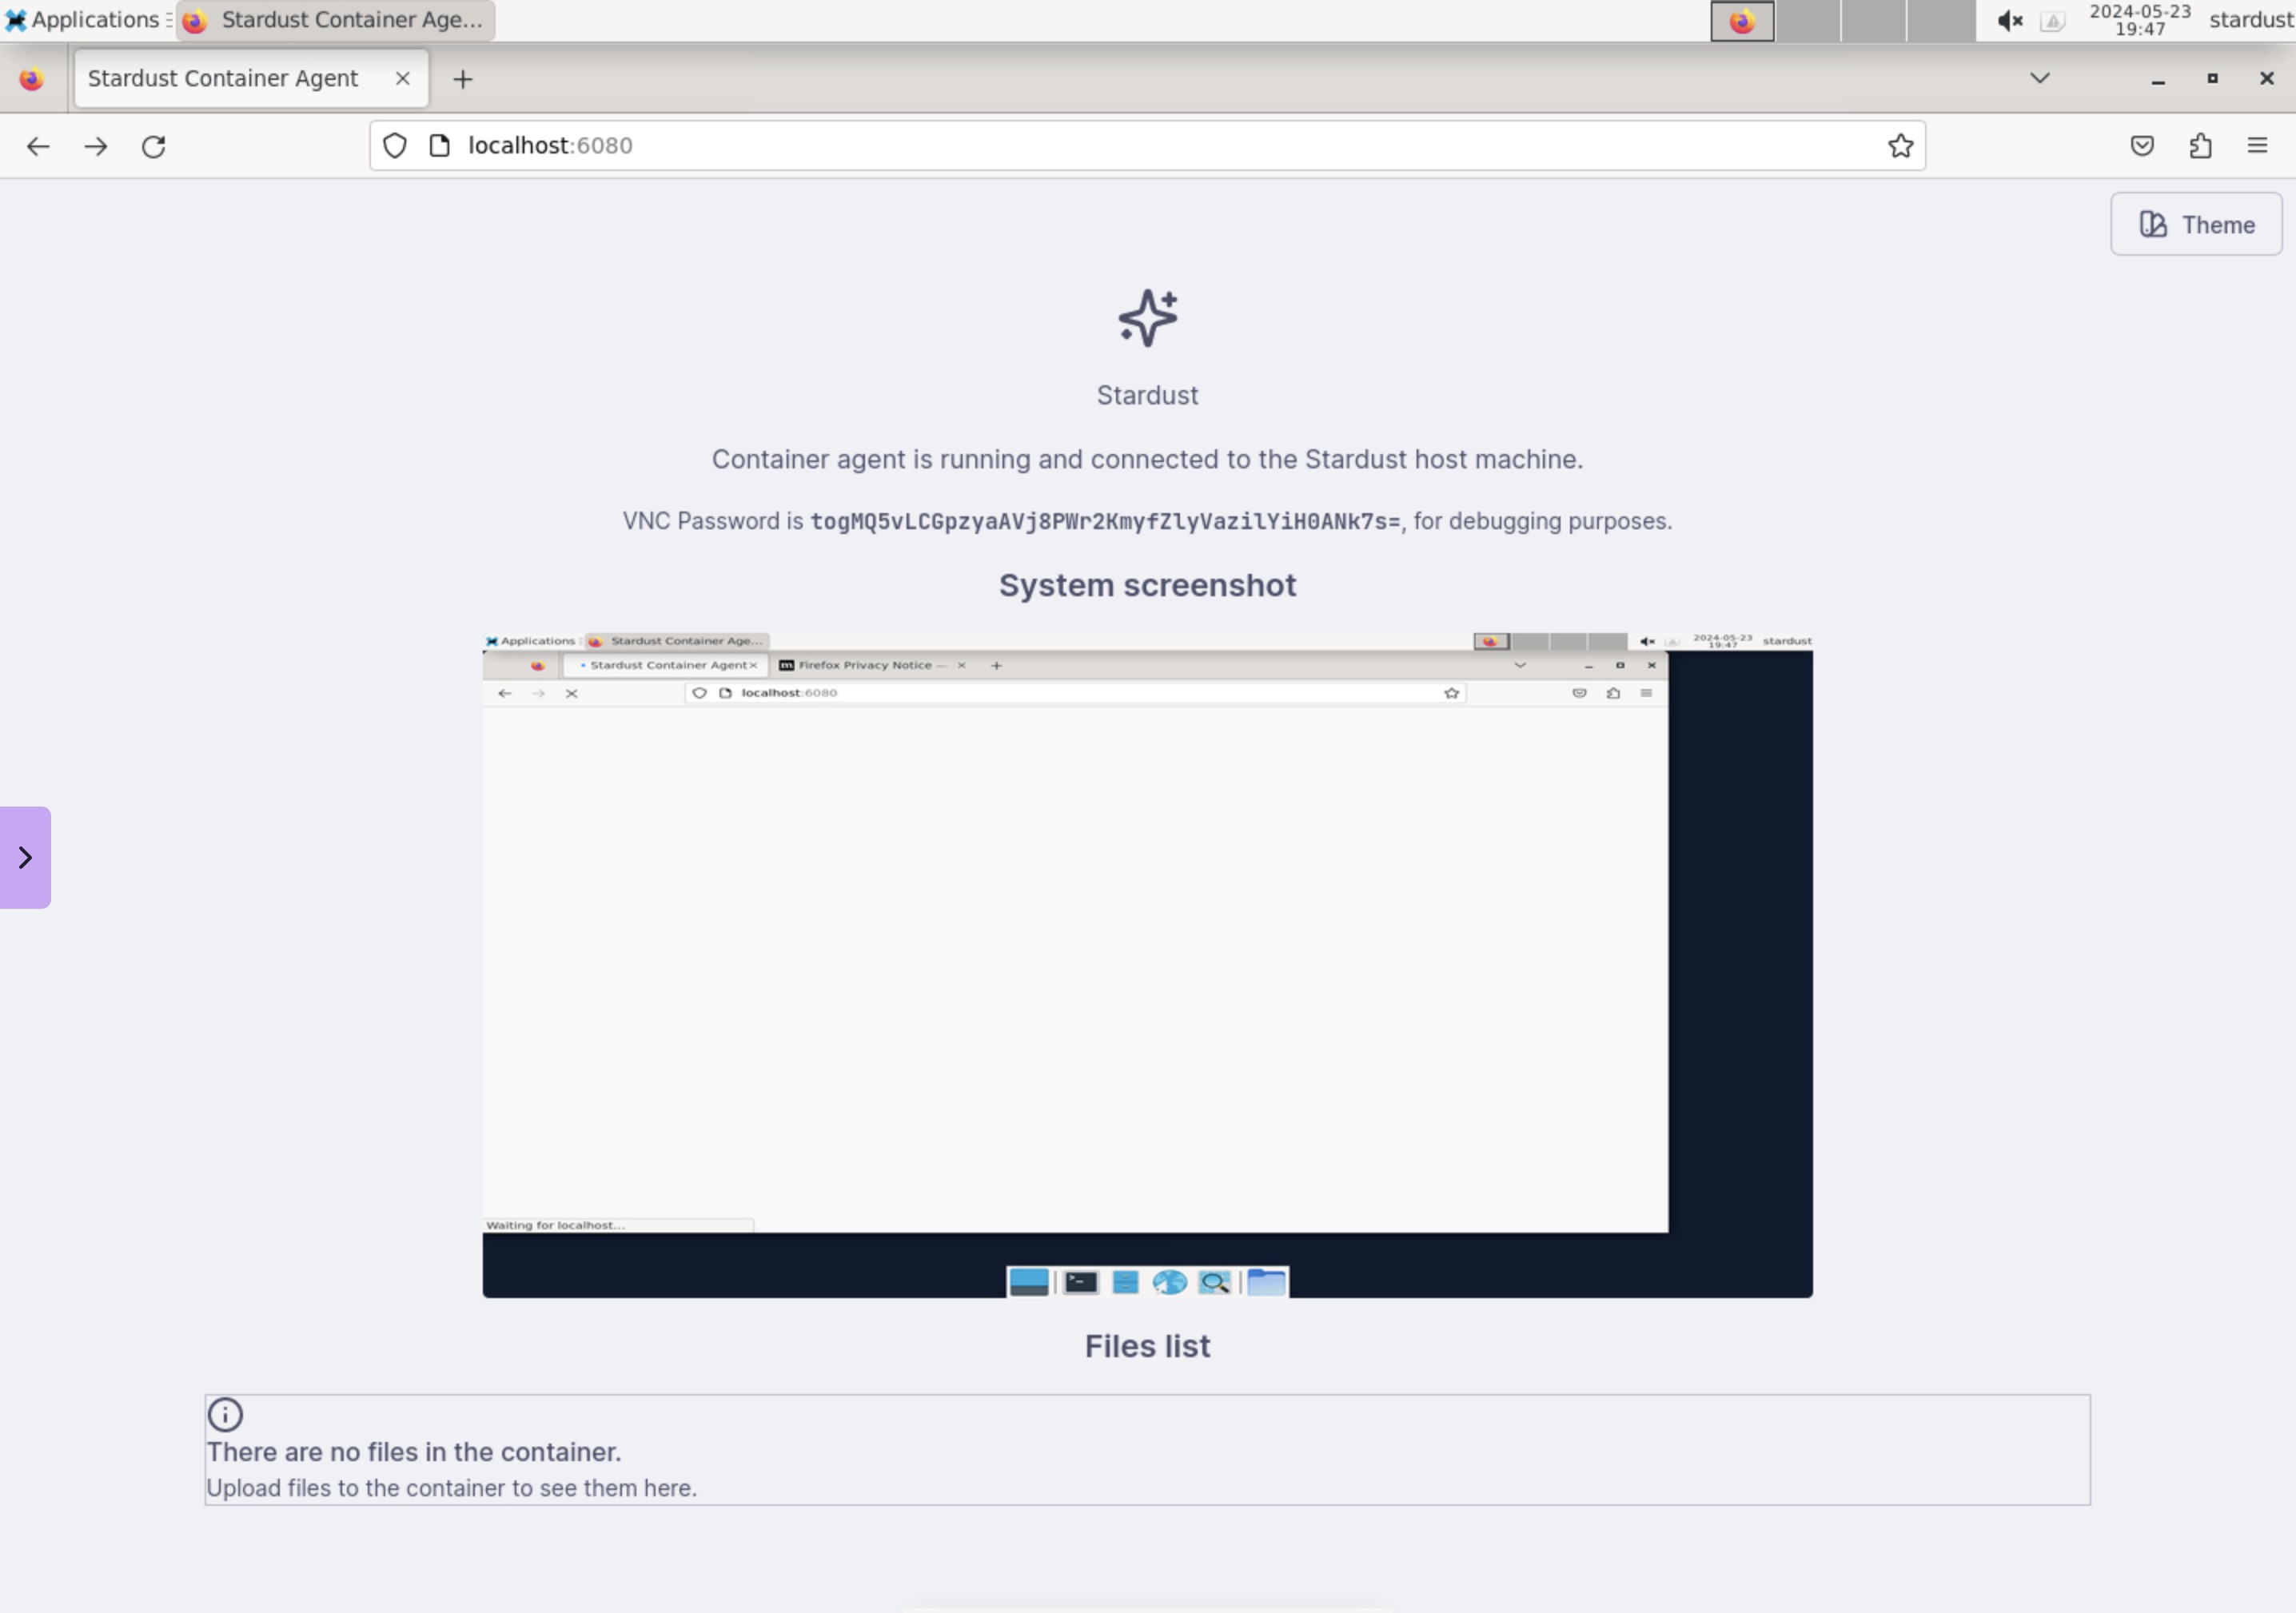 Applications
Stardust Container Age...
2024-05-23
19:47
stardust
Stardust Container Agent
localhost:6080
Theme
Stardust
Container agent is running and connected to the Stardust host machine.
VNC Password is togMQ5vLCGpzyaAVj8PWr2KmyfZlyVazilYiH0ANk7s=, for debugging purposes.
System screenshot
Applications
Stardust Container Age...
2024-05-23
19:47
stardust
Stardust Container Agent
Firefox Privacy Notice —
localhost:6080
Waiting for localhost...
Files list
There are no files in the container.
Upload files to the container to see them here.